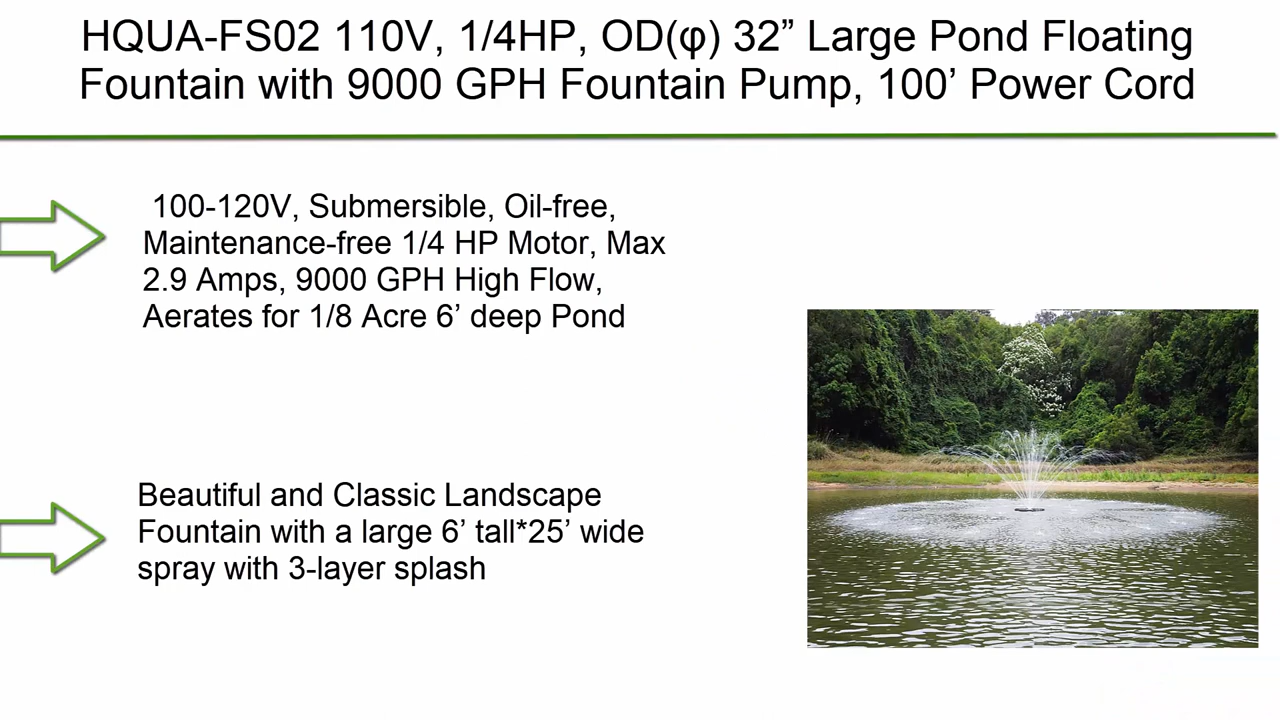 HQUA-FS02 110V, 1/4HP, OD(φ) 32” Large Pond Floating
Fountain with 9000 GPH Fountain Pump, 100’ Power Cord
100-120V, Submersible, Oil-free,
Maintenance-free 1/4 HP Motor, Max
2.9 Amps, 9000 GPH High Flow,
Aerates for 1/8 Acre 6’ deep Pond
Beautiful and Classic Landscape
Fountain with a large 6’ tall*25’ wide
spray with 3-layer splash